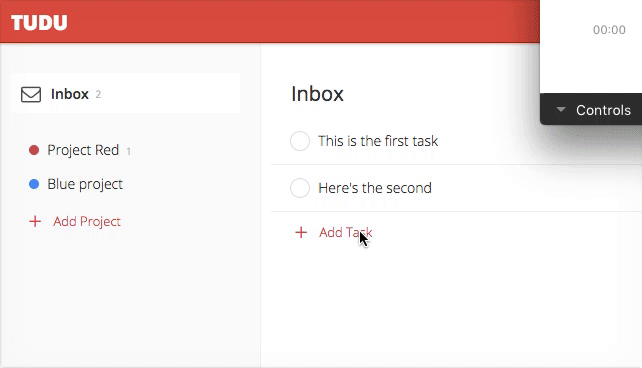 TUDU
00:00
Controls
Inbox 2
Project Red 1
Blue project
+ Add Project
Inbox
This is the first task
Here's the second
+ Add Task